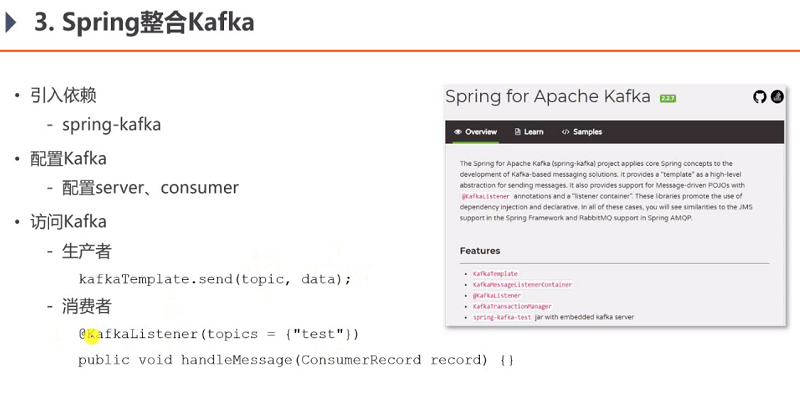 3. Spring整合Kafka
• 引入依赖
- spring-kafka
• 配置Kafka
- 配置server、consumer
• 访问Kafka
- 生产者
kafkaTemplate.send(topic, data);
- 消费者
@KafkaListener(topics = {"test"})
public void handleMessage(ConsumerRecord record) {}
Spring for Apache Kafka 2.2.7
Overview Learn Samples
The Spring for Apache Kafka (spring-kafka) project applies core Spring concepts to the
development of Kafka-based messaging solutions. It provides a "template" as a high-level
abstraction for sending messages. It also provides support for Message-driven POJOs with
@KafkaListener annotations and a "listener container". These libraries promote the use of
dependency injection and declarative. In all of these cases, you will see similarities to the JMS
support in the Spring Framework and RabbitMQ support in Spring AMQP.
Features
• KafkaTemplate
• KafkaMessageListenerContainer
• @KafkaListener
• KafkaTransactionManager
• spring-kafka-test jar with embedded kafka server